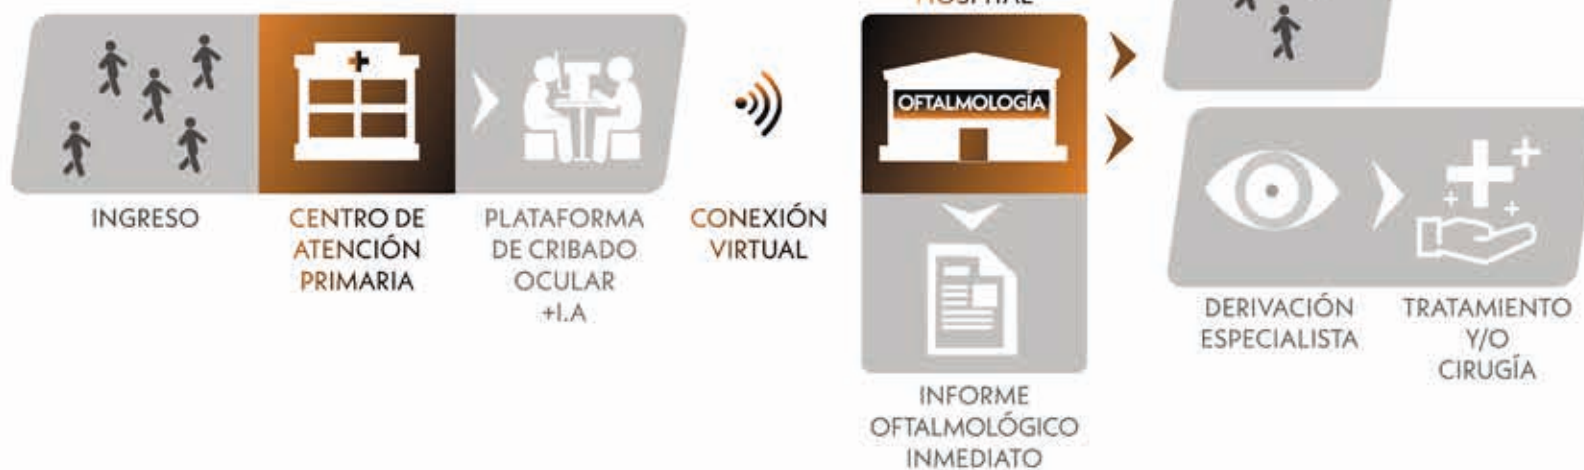 OFTALMOLOGÍA
INGRESO
CENTRO DE
ATENCIÓN
PRIMARIA
PLATAFORMA
DE CRIBADO
OCULAR
+I.A
CONEXIÓN
VIRTUAL
INFORME
OFTALMOLÓGICO
INMEDIATO
DERIVACIÓN
ESPECIALISTA
TRATAMIENTO
Y/O
CIRUGÍA